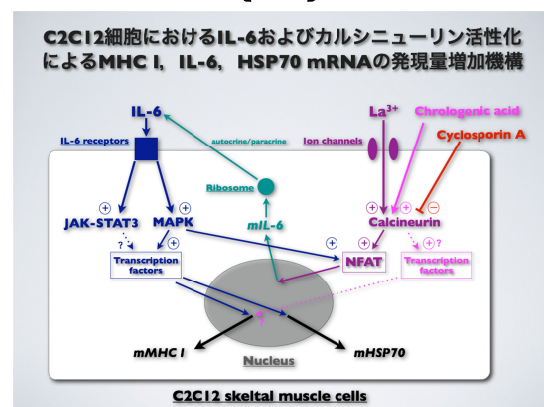 C2C12細胞におけるIL-6およびカルシニューリン活性化
によるMHC I，IL-6，HSP70 mRNAの発現量増加機構
IL-6
La3+
Chrologenic acid
Cyclosporin A
IL-6 receptors
autocrine/paracrine
Ion channels
Ribosome
+
+
+
+
−
JAK-STAT3
MAPK
mIL-6
Calcineurin
?
+
+
+
+?
Transcription
factors
NFAT
Transcription
factors
?
mMHC I
Nucleus
mHSP70
C2C12 skeltal muscle cells